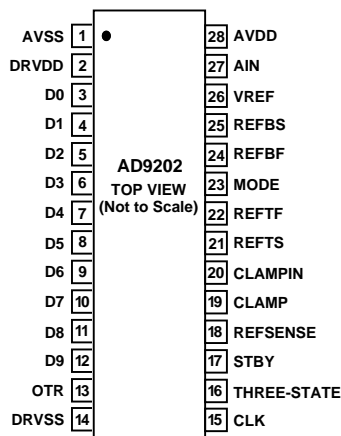 AVSS 1 28 AVDD
DRVDD 2 27 AIN
D0 3 26 VREF
D1 4 25 REFBS
D2 5 24 REFBF
D3 6 23 MODE
D4 7 22 REFTF
D5 8 21 REFTS
D6 9 20 CLAMPIN
D7 10 19 CLAMP
D8 11 18 REFSENSE
D9 12 17 STBY
OTR 13 16 THREE-STATE
DRVSS 14 15 CLK
AD9202
TOP VIEW
(Not to Scale)